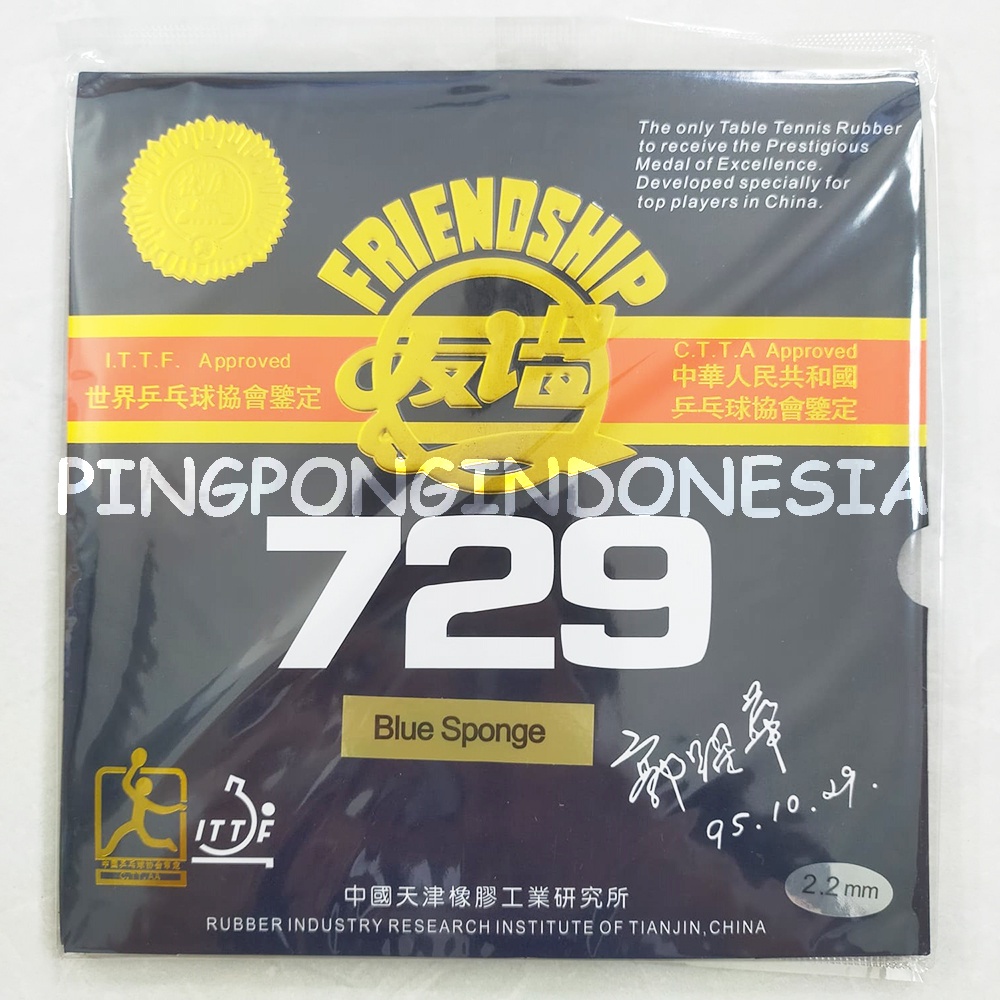 The only Table Tennis Rubber
to receive the Prestigious
Medal of Excellence.
Developed specially for
top players in China.
FRIENDSHIP
友谊
I.T.T.F. Approved
世界乒乓球協會鑒定
C.T.T.A Approved
中華人民共和國
乒乓球協會鑒定
PINGPONGINDONESIA
729
Blue Sponge
95.10.29.
ITTF
C.T.T.AA
2.2 mm
中國天津橡膠工業研究所
RUBBER INDUSTRY RESEARCH INSTITUTE OF TIANJIN, CHINA